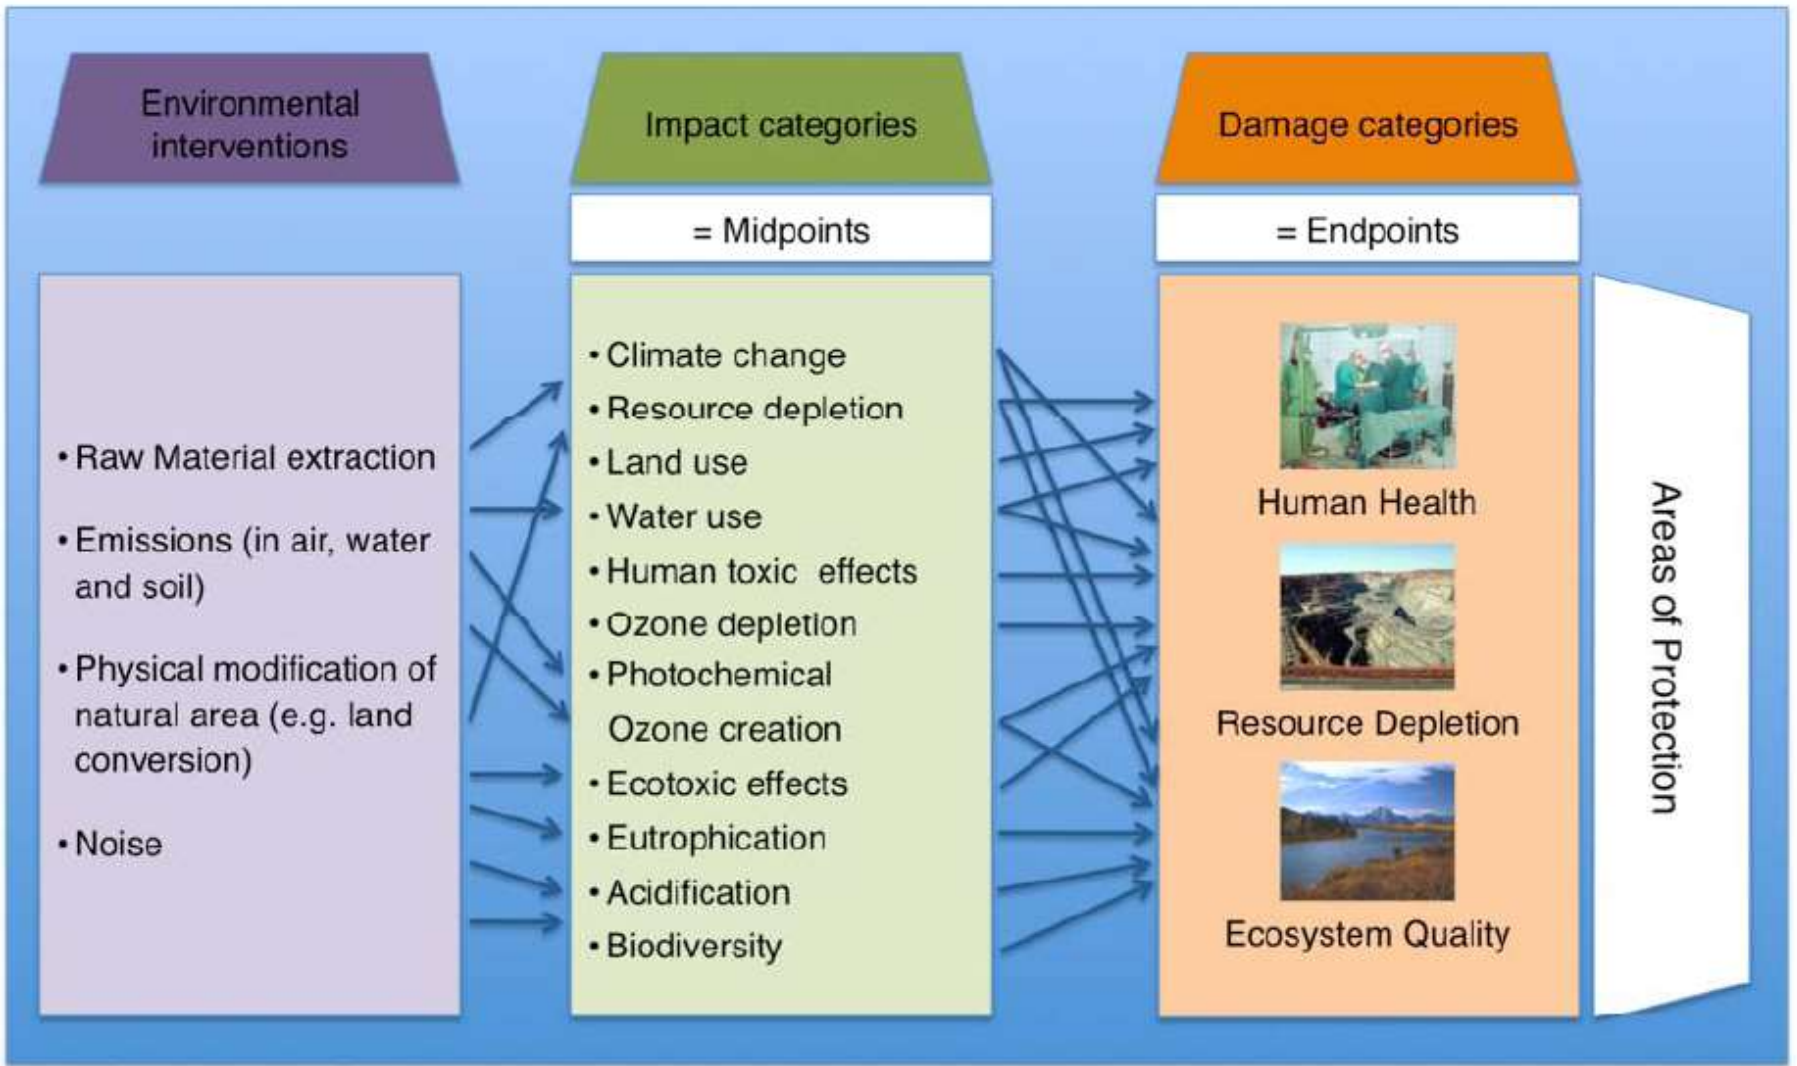 Environmental
interventions
Impact categories
Damage categories
= Midpoints
= Endpoints
• Raw Material extraction
• Emissions (in air, water
and soil)
• Physical modification of
natural area (e.g. land
conversion)
• Noise
• Climate change
• Resource depletion
• Land use
• Water use
• Human toxic effects
• Ozone depletion
• Photochemical
Ozone creation
• Ecotoxic effects
• Eutrophication
• Acidification
• Biodiversity
Human Health
Resource Depletion
Ecosystem Quality
Areas of Protection